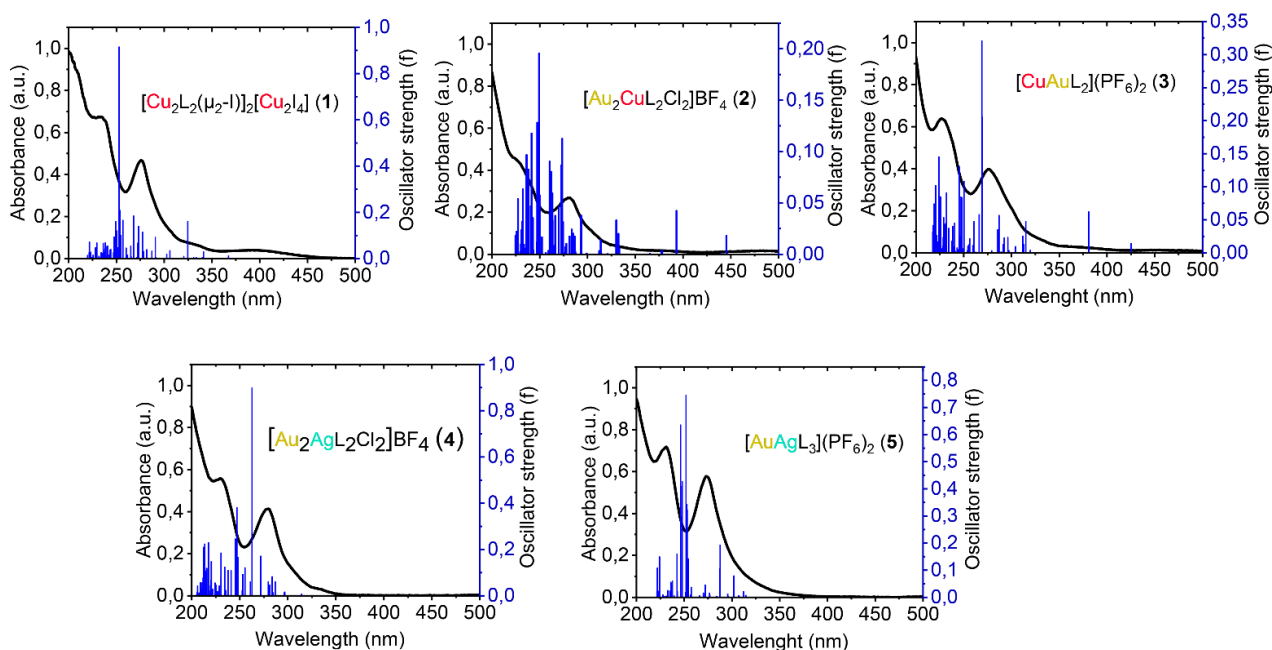 [Cu₂L₂(μ₂-I)]₂[Cu₂I₄] (1)
Absorbance (a.u.)
1,0
0,8
0,6
0,4
0,2
0,0
200 250 300 350 400 450 500
Wavelength (nm)
1,0
0,9
0,8
0,7
0,6
0,5
0,4
0,3
0,2
0,1
0,0
Oscillator strength (f)
[Au₂CuL₂Cl₂]BF₄ (2)
Absorbance (a.u.)
1,0
0,8
0,6
0,4
0,2
0,0
200 250 300 350 400 450 500
Wavelength (nm)
0,20
0,15
0,10
0,05
0,00
Oscillator strength (f)
[CuAuL₂](PF₆)₂ (3)
Absorbance (a.u.)
1,0
0,8
0,6
0,4
0,2
0,0
200 250 300 350 400 450 500
Wavelenght (nm)
0,35
0,30
0,25
0,20
0,15
0,10
0,05
0,00
Oscillator strength (f)
[Au₂AgL₂Cl₂]BF₄ (4)
Absorbance (a.u.)
1,0
0,8
0,6
0,4
0,2
0,0
200 250 300 350 400 450 500
Wavelength (nm)
1,0
0,8
0,6
0,4
0,2
0,0
Oscillator strength (f)
[AuAgL₃](PF₆)₂ (5)
Absorbance (a.u.)
1,0
0,8
0,6
0,4
0,2
0,0
200 250 300 350 400 450 500
Wavelenght (nm)
0,8
0,7
0,6
0,5
0,4
0,3
0,2
0,1
0,0
Oscillator strength (f)